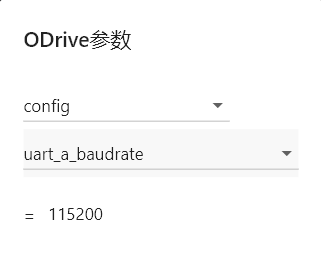 ODrive参数
config
uart_a_baudrate
= 115200